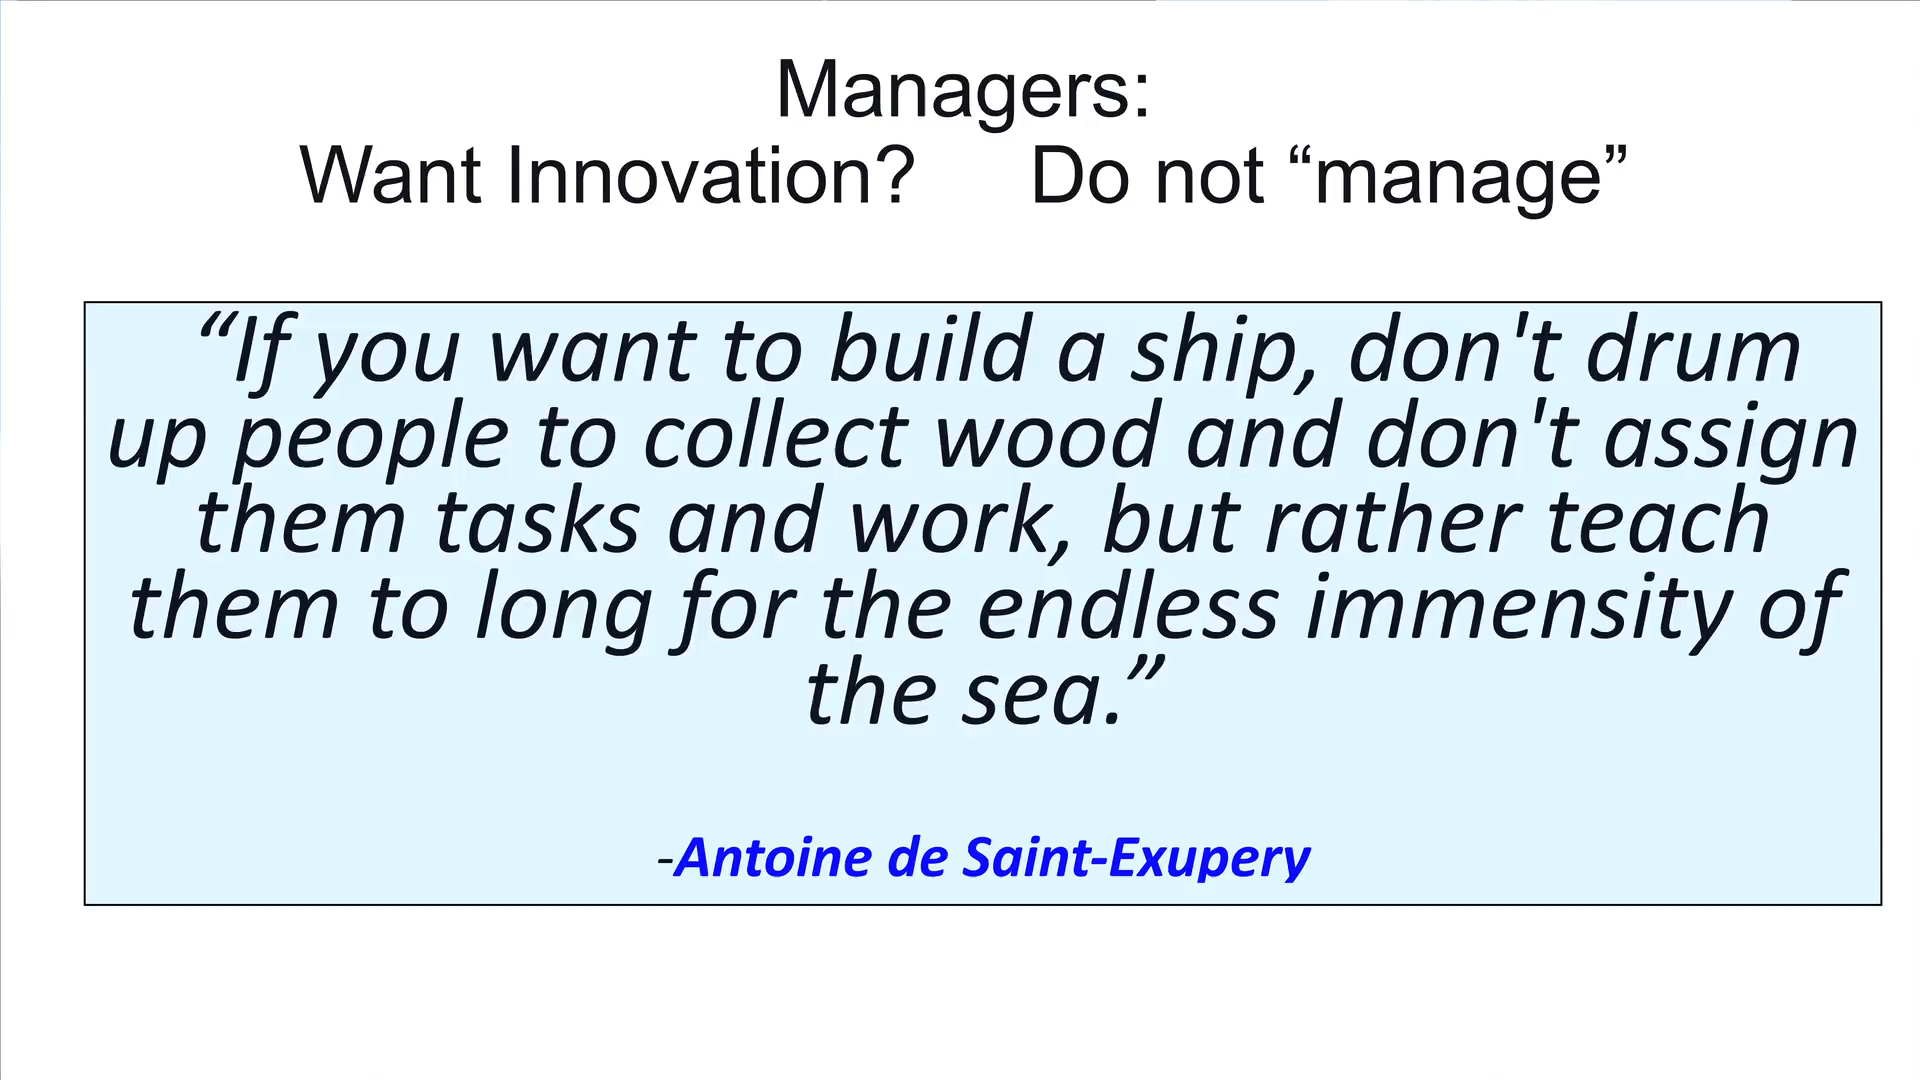 Managers:
Want Innovation? Do not “manage”
“If you want to build a ship, don't drum
up people to collect wood and don't assign
them tasks and work, but rather teach
them to long for the endless immensity of
the sea.”
-Antoine de Saint-Exupery